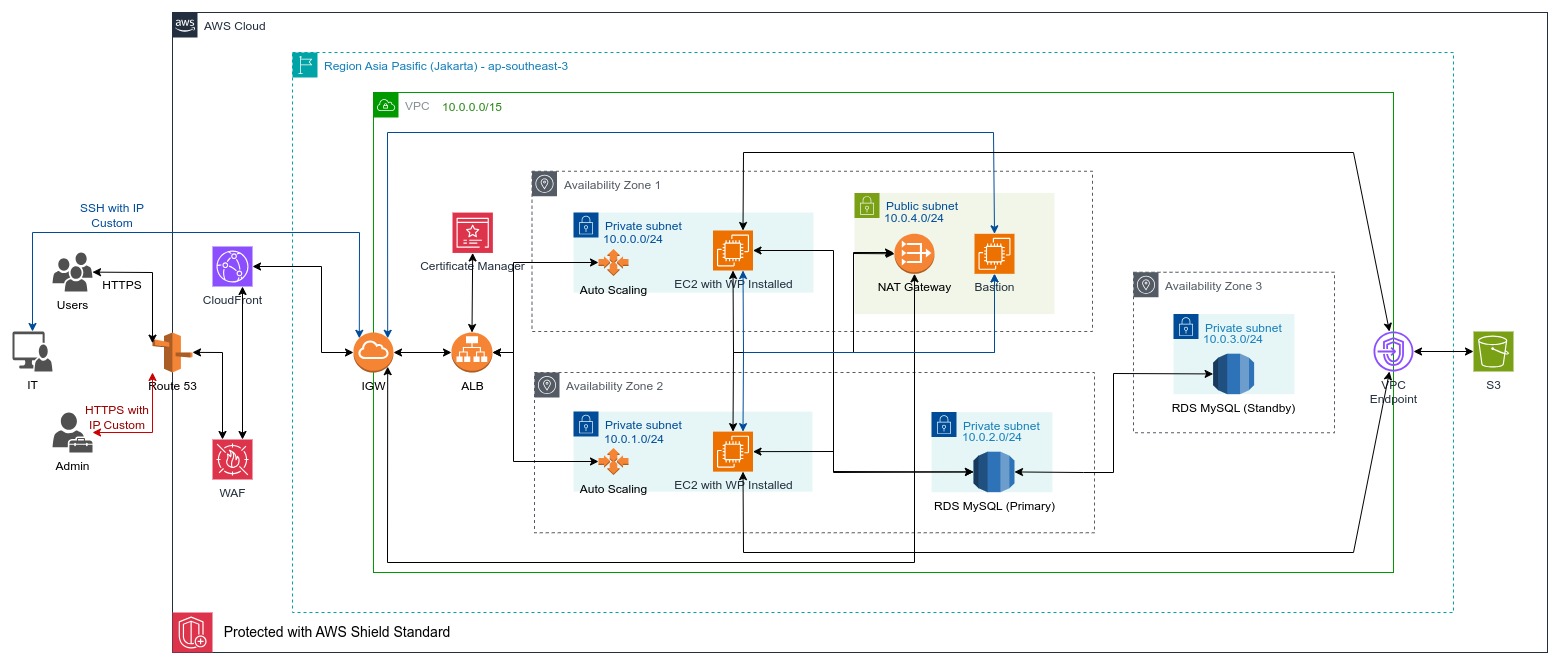 aws
AWS Cloud
Region Asia Pasific (Jakarta) - ap-southeast-3
VPC
10.0.0.0/15
SSH with IP
Custom
Users
HTTPS
IT
Admin
HTTPS with
IP Custom
Route 53
CloudFront
WAF
IGW
ALB
Certificate Manager
Availability Zone 1
Private subnet
10.0.0.0/24
Auto Scaling
EC2 with WP Installed
Public subnet
10.0.4.0/24
NAT Gateway
Bastion
Availability Zone 2
Private subnet
10.0.1.0/24
Auto Scaling
EC2 with WP Installed
Private subnet
10.0.2.0/24
RDS MySQL (Primary)
Availability Zone 3
Private subnet
10.0.3.0/24
RDS MySQL (Standby)
VPC
Endpoint
S3
Protected with AWS Shield Standard